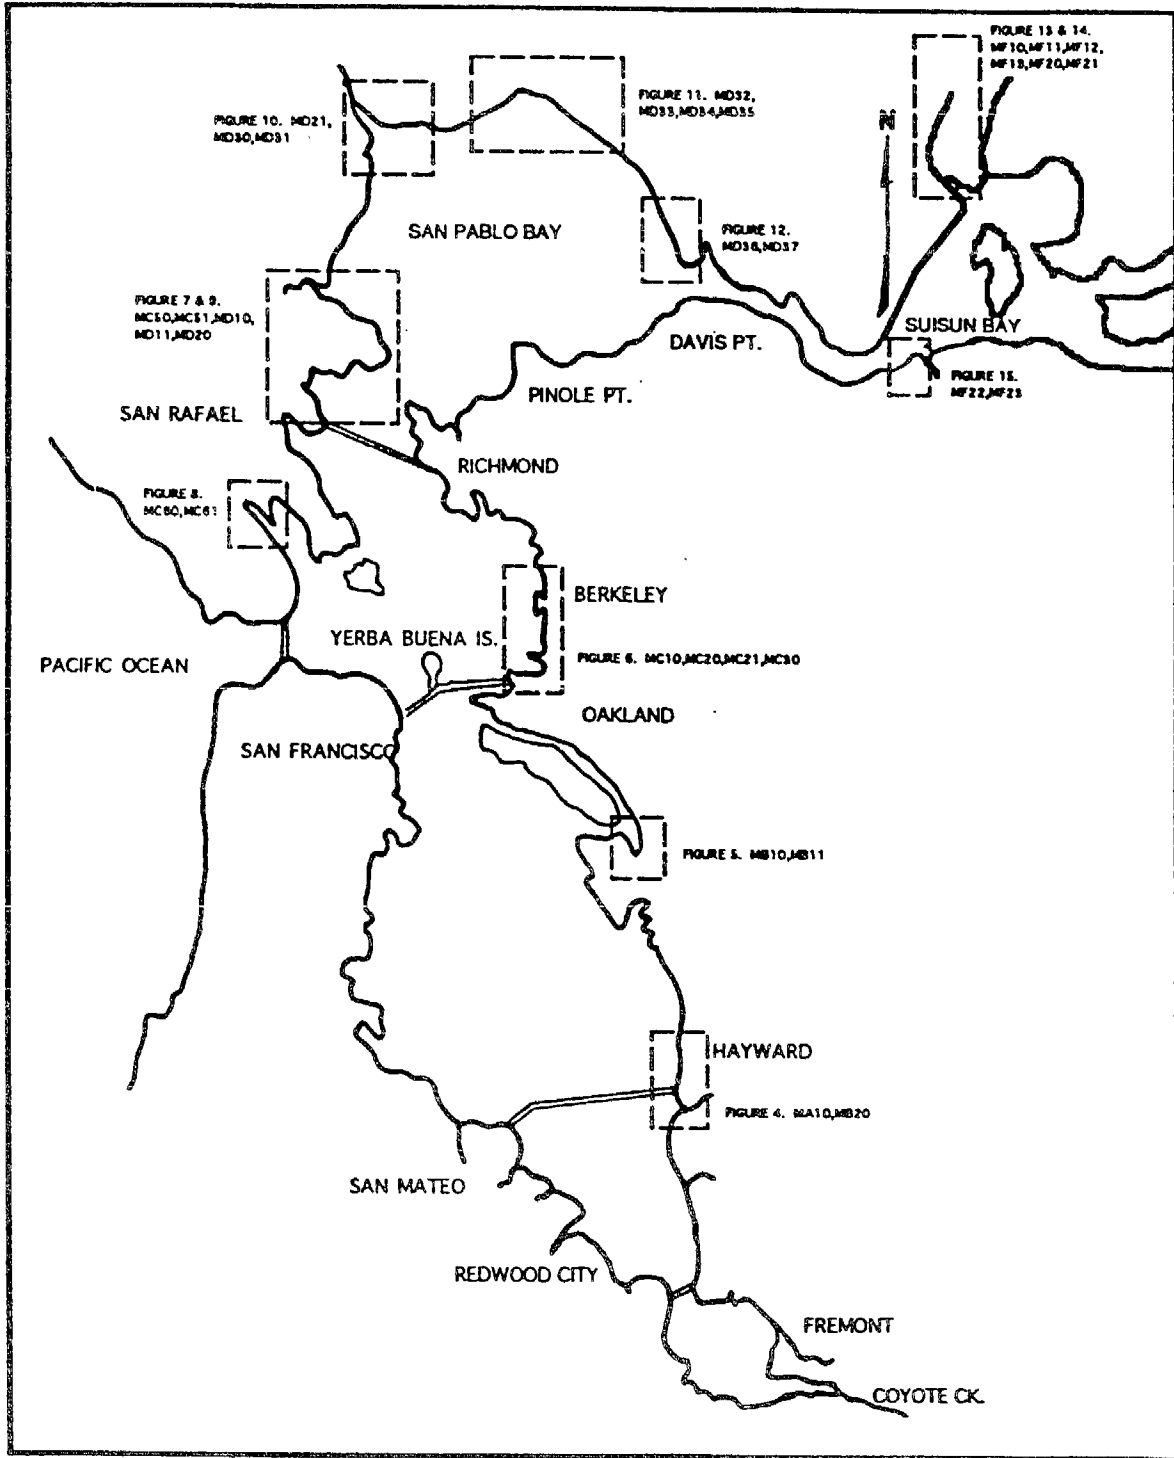 FIGURE 13 & 14.
MF10,MF11,MF12,
MF13,MF20,MF21
FIGURE 11. MD32,
MD33,MD34,MD35
FIGURE 10. MD21,
MD30,MD31
N
SAN PABLO BAY
FIGURE 12.
MD36,MD37
FIGURE 7 & 9.
MC50,MC51,MD10,
MD11,MD20
SUISUN BAY
DAVIS PT.
FIGURE 15.
MF22,MF23
PINOLE PT.
SAN RAFAEL
RICHMOND
FIGURE 8.
MC60,MC61
BERKELEY
YERBA BUENA IS.
FIGURE 6. MC10,MC20,MC21,MC30
PACIFIC OCEAN
OAKLAND
SAN FRANCISCO
FIGURE 5. MB10,MB11
HAYWARD
FIGURE 4. MA10,MB20
SAN MATEO
REDWOOD CITY
FREMONT
COYOTE CK.